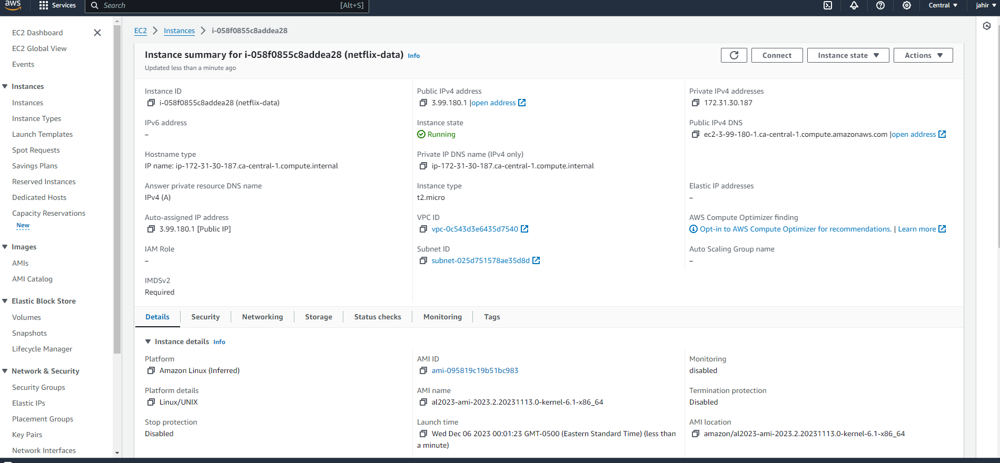 aws
Services
Search
[Alt+S]
Central
jahir
EC2 Dashboard
EC2 Global View
Events
Instances
Instances
Instance Types
Launch Templates
Spot Requests
Savings Plans
Reserved Instances
Dedicated Hosts
Capacity Reservations
New
Images
AMIs
AMI Catalog
Elastic Block Store
Volumes
Snapshots
Lifecycle Manager
Network & Security
Security Groups
Elastic IPs
Placement Groups
Key Pairs
Network Interfaces
EC2 > Instances > i-058f0855c8addea28
Instance summary for i-058f0855c8addea28 (netflix-data) Info
Updated less than a minute ago
Connect
Instance state
Actions
Instance ID
i-058f0855c8addea28 (netflix-data)
Public IPv4 address
3.99.180.1 |open address
Private IPv4 addresses
172.31.30.187
IPv6 address
–
Instance state
Running
Public IPv4 DNS
ec2-3-99-180-1.ca-central-1.compute.amazonaws.com |open address
Hostname type
IP name: ip-172-31-30-187.ca-central-1.compute.internal
Private IP DNS name (IPv4 only)
ip-172-31-30-187.ca-central-1.compute.internal
Answer private resource DNS name
IPv4 (A)
Instance type
t2.micro
Elastic IP addresses
–
Auto-assigned IP address
3.99.180.1 [Public IP]
VPC ID
vpc-0c543d3e6435d7540
AWS Compute Optimizer finding
Opt-in to AWS Compute Optimizer for recommendations. | Learn more
IAM Role
–
Subnet ID
subnet-025d751578ae35d8d
Auto Scaling Group name
–
IMDSv2
Required
Details
Security
Networking
Storage
Status checks
Monitoring
Tags
Instance details Info
Platform
Amazon Linux (Inferred)
AMI ID
ami-095819c19b51bc983
Monitoring
disabled
Platform details
Linux/UNIX
AMI name
al2023-ami-2023.2.20231113.0-kernel-6.1-x86_64
Termination protection
Disabled
Stop protection
Disabled
Launch time
Wed Dec 06 2023 00:01:23 GMT-0500 (Eastern Standard Time) (less than
a minute)
AMI location
amazon/al2023-ami-2023.2.20231113.0-kernel-6.1-x86_64